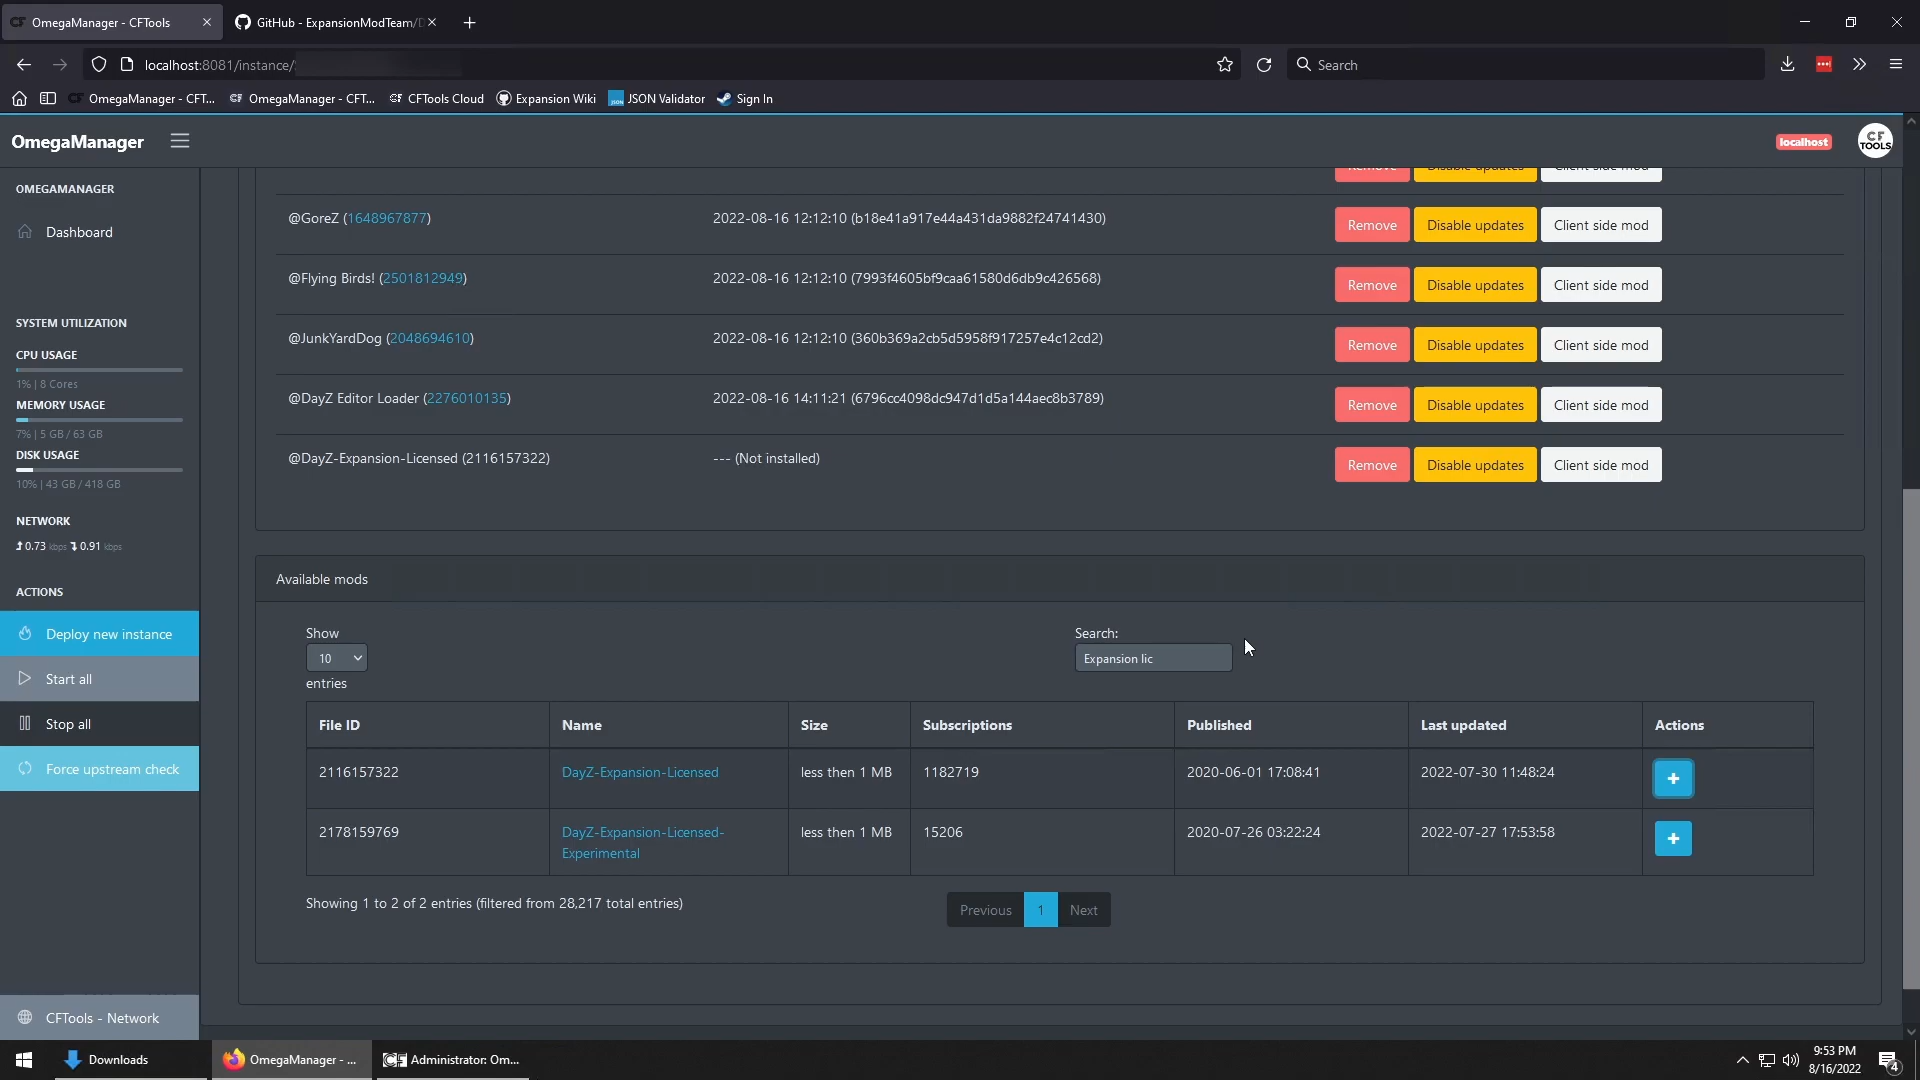 OmegaManager - CFTools
GitHub - ExpansionModTeam/D
localhost:8081/instance/
Search
OmegaManager - CFT...
OmegaManager - CFT...
CFTools Cloud
Expansion Wiki
JSON Validator
Sign In
OmegaManager
localhost
CF TOOLS
OMEGAMANAGER
Dashboard
SYSTEM UTILIZATION
CPU USAGE
1% | 8 Cores
MEMORY USAGE
7% | 5 GB / 63 GB
DISK USAGE
10% | 43 GB / 418 GB
NETWORK
0.73 kbps 0.91 kbps
ACTIONS
Deploy new instance
Start all
Stop all
Force upstream check
CFTools - Network
Remove Disable updates Client side mod
@GoreZ (1648967877) 2022-08-16 12:12:10 (b18e41a917e44a431da9882f24741430) Remove Disable updates Client side mod
@Flying Birds! (2501812949) 2022-08-16 12:12:10 (7993f4605bf9caa61580d6db9c426568) Remove Disable updates Client side mod
@JunkYardDog (2048694610) 2022-08-16 12:12:10 (360b369a2cb5d5958f917257e4c12cd2) Remove Disable updates Client side mod
@DayZ Editor Loader (2276010135) 2022-08-16 14:11:21 (6796cc4098dc947d1d5a144aec8b3789) Remove Disable updates Client side mod
@DayZ-Expansion-Licensed (2116157322) --- (Not installed) Remove Disable updates Client side mod
Available mods
Show
10
entries
Search:
Expansion lic
File ID Name Size Subscriptions Published Last updated Actions
2116157322 DayZ-Expansion-Licensed less then 1 MB 1182719 2020-06-01 17:08:41 2022-07-30 11:48:24 +
2178159769 DayZ-Expansion-Licensed- less then 1 MB 15206 2020-07-26 03:22:24 2022-07-27 17:53:58 +
Experimental
Showing 1 to 2 of 2 entries (filtered from 28,217 total entries)
Previous 1 Next
Downloads
OmegaManager - ...
Administrator: Om...
9:53 PM
8/16/2022
4